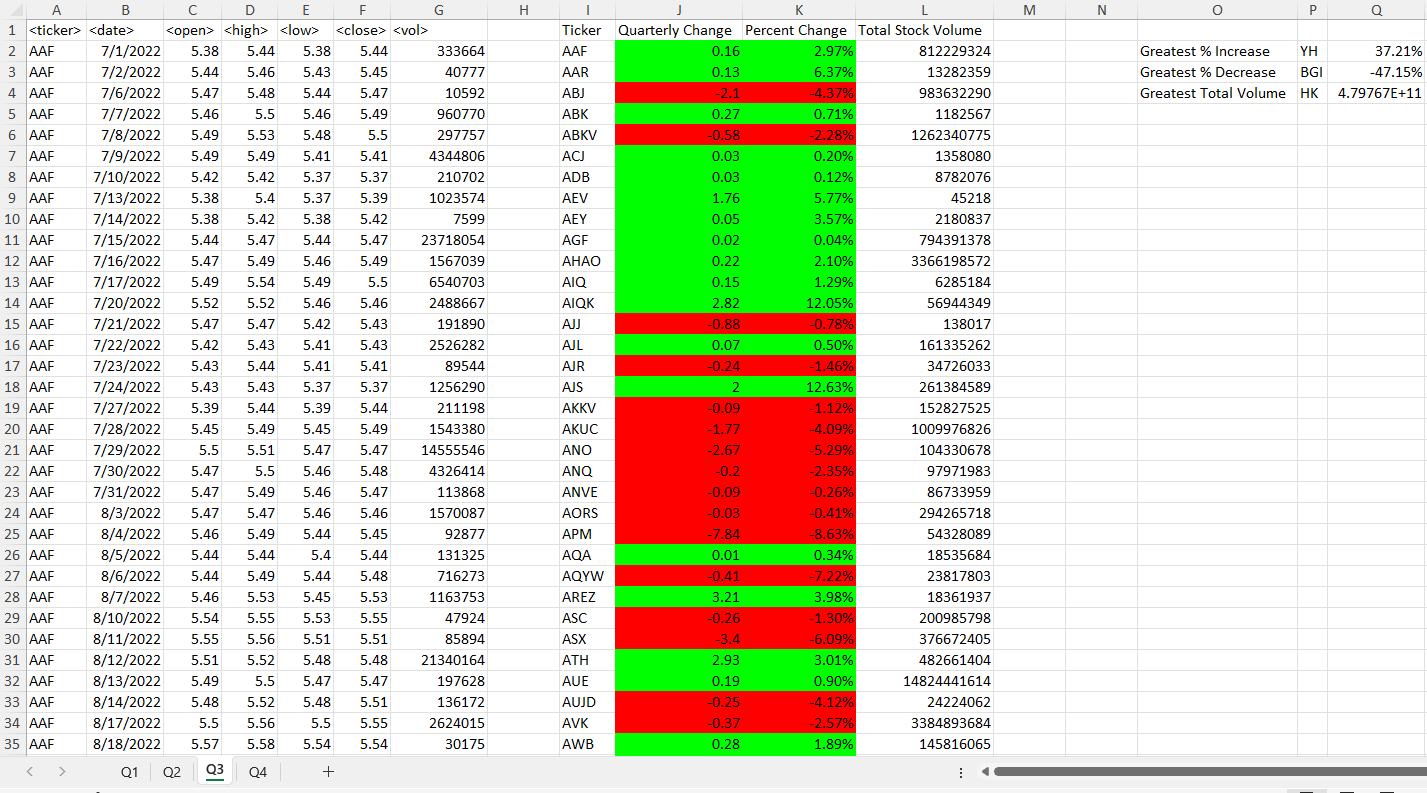 A B C D E F G H I J K L M N O P Q
1 <ticker> <date> <open> <high> <low> <close> <vol> Ticker Quarterly Change Percent Change Total Stock Volume
2 AAF 7/1/2022 5.38 5.44 5.38 5.44 333664 AAF 0.16 2.97% 812229324 Greatest % Increase YH 37.21%
3 AAF 7/2/2022 5.44 5.46 5.43 5.45 40777 AAR 0.13 6.37% 13282359 Greatest % Decrease BGI -47.15%
4 AAF 7/6/2022 5.47 5.48 5.44 5.47 10592 ABJ -2.1 -4.37% 983632290 Greatest Total Volume HK 4.79767E+11
5 AAF 7/7/2022 5.46 5.5 5.46 5.49 960770 ABK 0.27 0.71% 1182567
6 AAF 7/8/2022 5.49 5.53 5.48 5.5 297757 ABKV -0.58 -2.28% 1262340775
7 AAF 7/9/2022 5.49 5.49 5.41 5.41 4344806 ACJ 0.03 0.20% 1358080
8 AAF 7/10/2022 5.42 5.42 5.37 5.37 210702 ADB 0.03 0.12% 8782076
9 AAF 7/13/2022 5.38 5.4 5.37 5.39 1023574 AEV 1.76 5.77% 45218
10 AAF 7/14/2022 5.38 5.42 5.38 5.42 7599 AEY 0.05 3.57% 2180837
11 AAF 7/15/2022 5.44 5.47 5.44 5.47 23718054 AGF 0.02 0.04% 794391378
12 AAF 7/16/2022 5.47 5.49 5.46 5.49 1567039 AHAO 0.22 2.10% 3366198572
13 AAF 7/17/2022 5.49 5.54 5.49 5.5 6540703 AIQ 0.15 1.29% 6285184
14 AAF 7/20/2022 5.52 5.52 5.46 5.46 2488667 AIQK 2.82 12.05% 56944349
15 AAF 7/21/2022 5.47 5.47 5.42 5.43 191890 AJJ -0.88 -0.78% 138017
16 AAF 7/22/2022 5.42 5.43 5.41 5.43 2526282 AJL 0.07 0.50% 161335262
17 AAF 7/23/2022 5.43 5.44 5.41 5.41 89544 AJR -0.24 -1.46% 34726033
18 AAF 7/24/2022 5.43 5.43 5.37 5.37 1256290 AJS 2 12.63% 261384589
19 AAF 7/27/2022 5.39 5.44 5.39 5.44 211198 AKKV -0.09 -1.12% 152827525
20 AAF 7/28/2022 5.45 5.49 5.45 5.49 1543380 AKUC -1.77 -4.09% 1009976826
21 AAF 7/29/2022 5.5 5.51 5.47 5.47 14555546 ANO -2.67 -5.29% 104330678
22 AAF 7/30/2022 5.47 5.5 5.46 5.48 4326414 ANQ -0.2 -2.35% 97971983
23 AAF 7/31/2022 5.47 5.49 5.46 5.47 113868 ANVE -0.09 -0.26% 86733959
24 AAF 8/3/2022 5.47 5.47 5.46 5.46 1570087 AORS -0.03 -0.41% 294265718
25 AAF 8/4/2022 5.46 5.49 5.44 5.45 92877 APM -7.84 -8.63% 54328089
26 AAF 8/5/2022 5.44 5.44 5.4 5.44 131325 AQA 0.01 0.34% 18535684
27 AAF 8/6/2022 5.44 5.49 5.44 5.48 716273 AQYW -0.41 -7.22% 23817803
28 AAF 8/7/2022 5.46 5.53 5.45 5.53 1163753 AREZ 3.21 3.98% 18361937
29 AAF 8/10/2022 5.54 5.55 5.53 5.55 47924 ASC -0.26 -1.30% 200985798
30 AAF 8/11/2022 5.55 5.56 5.51 5.51 85894 ASX -3.4 -6.09% 376672405
31 AAF 8/12/2022 5.51 5.52 5.48 5.48 21340164 ATH 2.93 3.01% 482661404
32 AAF 8/13/2022 5.49 5.5 5.47 5.47 197628 AUE 0.19 0.90% 14824441614
33 AAF 8/14/2022 5.48 5.52 5.48 5.51 136172 AUJD -0.25 -4.12% 24224062
34 AAF 8/17/2022 5.5 5.56 5.5 5.55 2624015 AVK -0.37 -2.57% 3384893684
35 AAF 8/18/2022 5.57 5.58 5.54 5.54 30175 AWB 0.28 1.89% 145816065
Q1 Q2 Q3 Q4 +